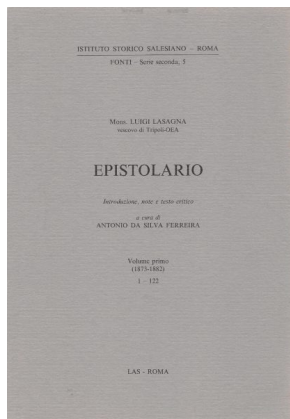 ISTITUTO STORICO SALESIANO - ROMA
FONTI - Serie seconda, 5
Mons. LUIGI LASAGNA
vescovo di Tripoli-OEA
EPISTOLARIO
Introduzione, note e testo critico
a cura di
ANTONIO DA SILVA FERREIRA
Volume primo
(1873-1882)
1 - 122
LAS - ROMA